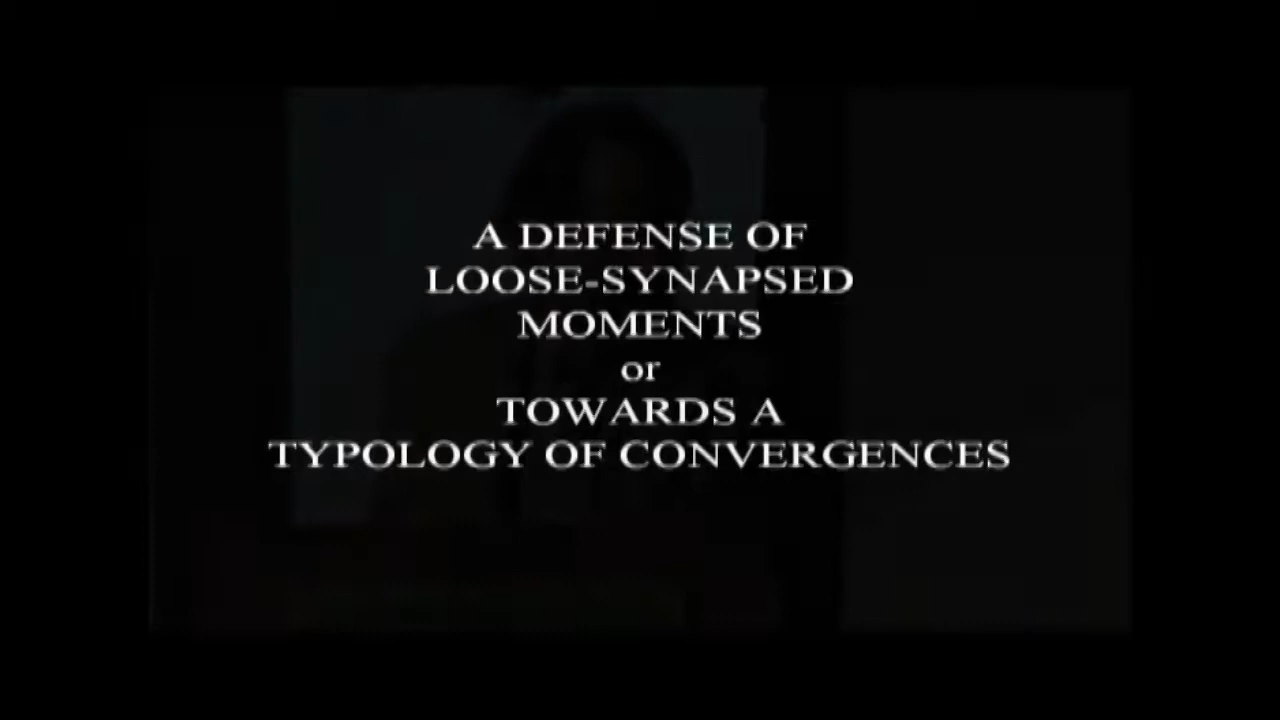 A DEFENSE OF
LOOSE-SYNAPSED
MOMENTS
or
TOWARDS A
TYPOLOGY OF CONVERGENCES